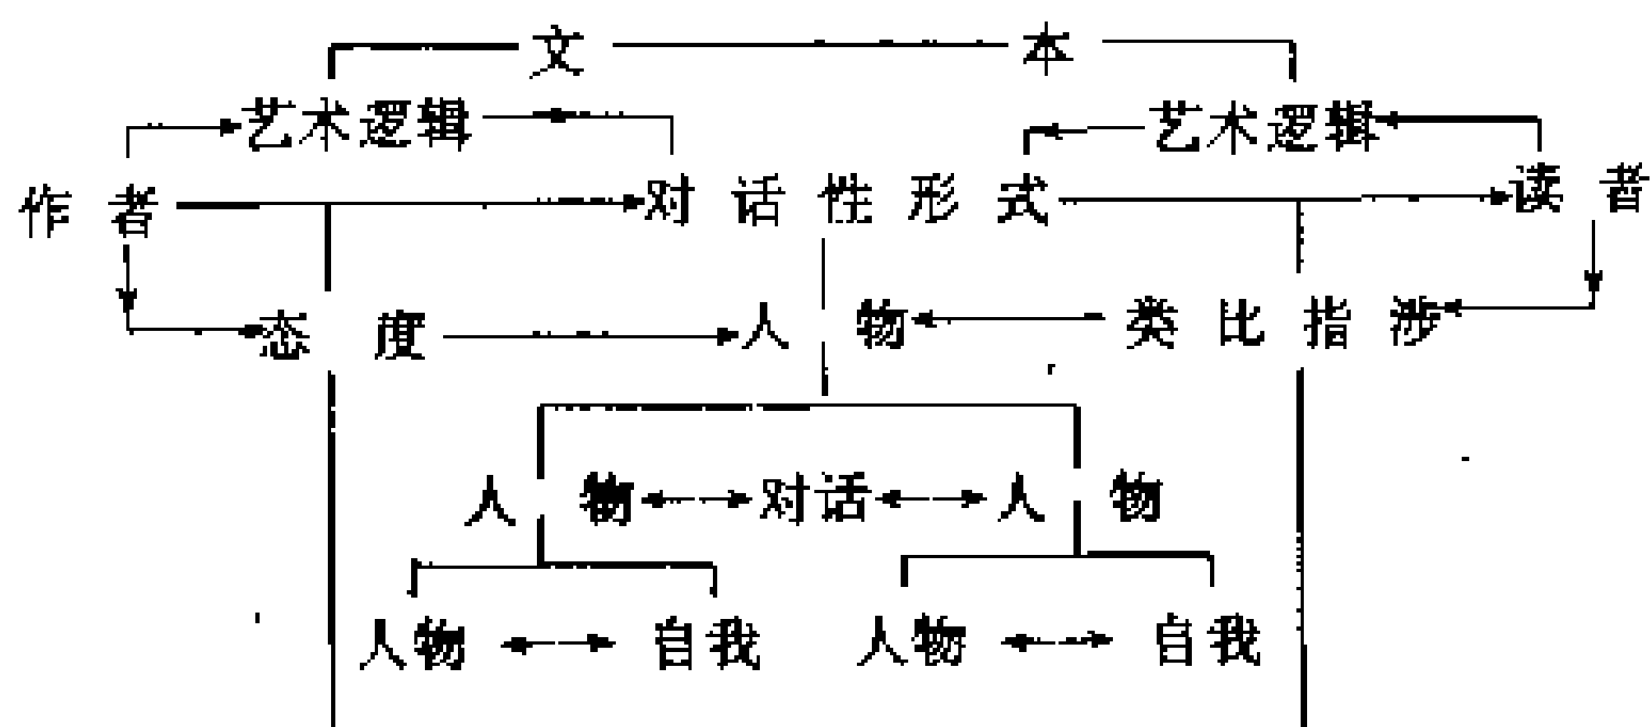 文 本
艺术逻辑 艺术逻辑
作者 对话性形式 读者
态度 人物 类比指涉
人物 对话 人物
人物 自我 人物 自我